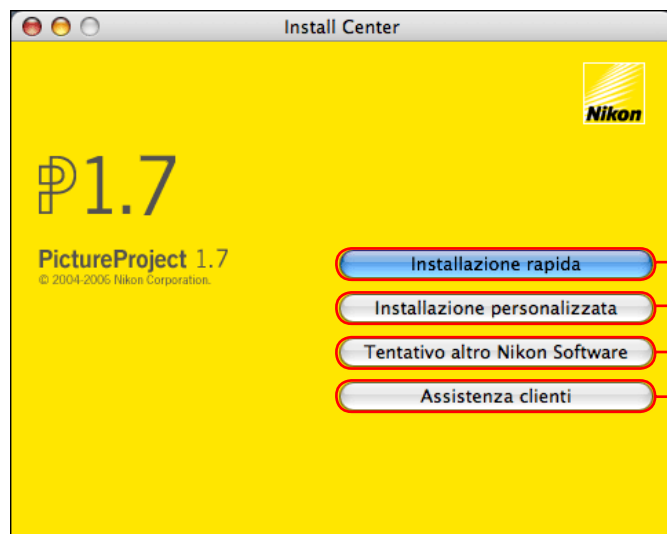 Install Center
Nikon
P1.7
PictureProject 1.7
© 2004-2006 Nikon Corporation.
Installazione rapida
Installazione personalizzata
Tentativo altro Nikon Software
Assistenza clienti